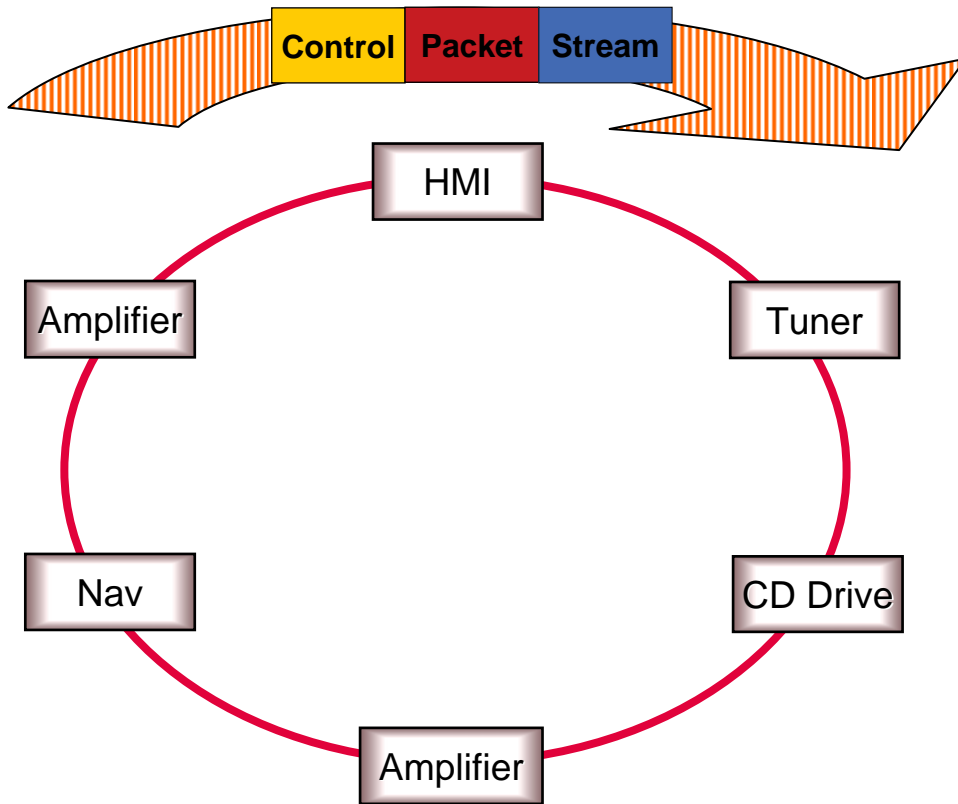 Control Packet Stream
HMI
Amplifier
Tuner
Nav
CD Drive
Amplifier